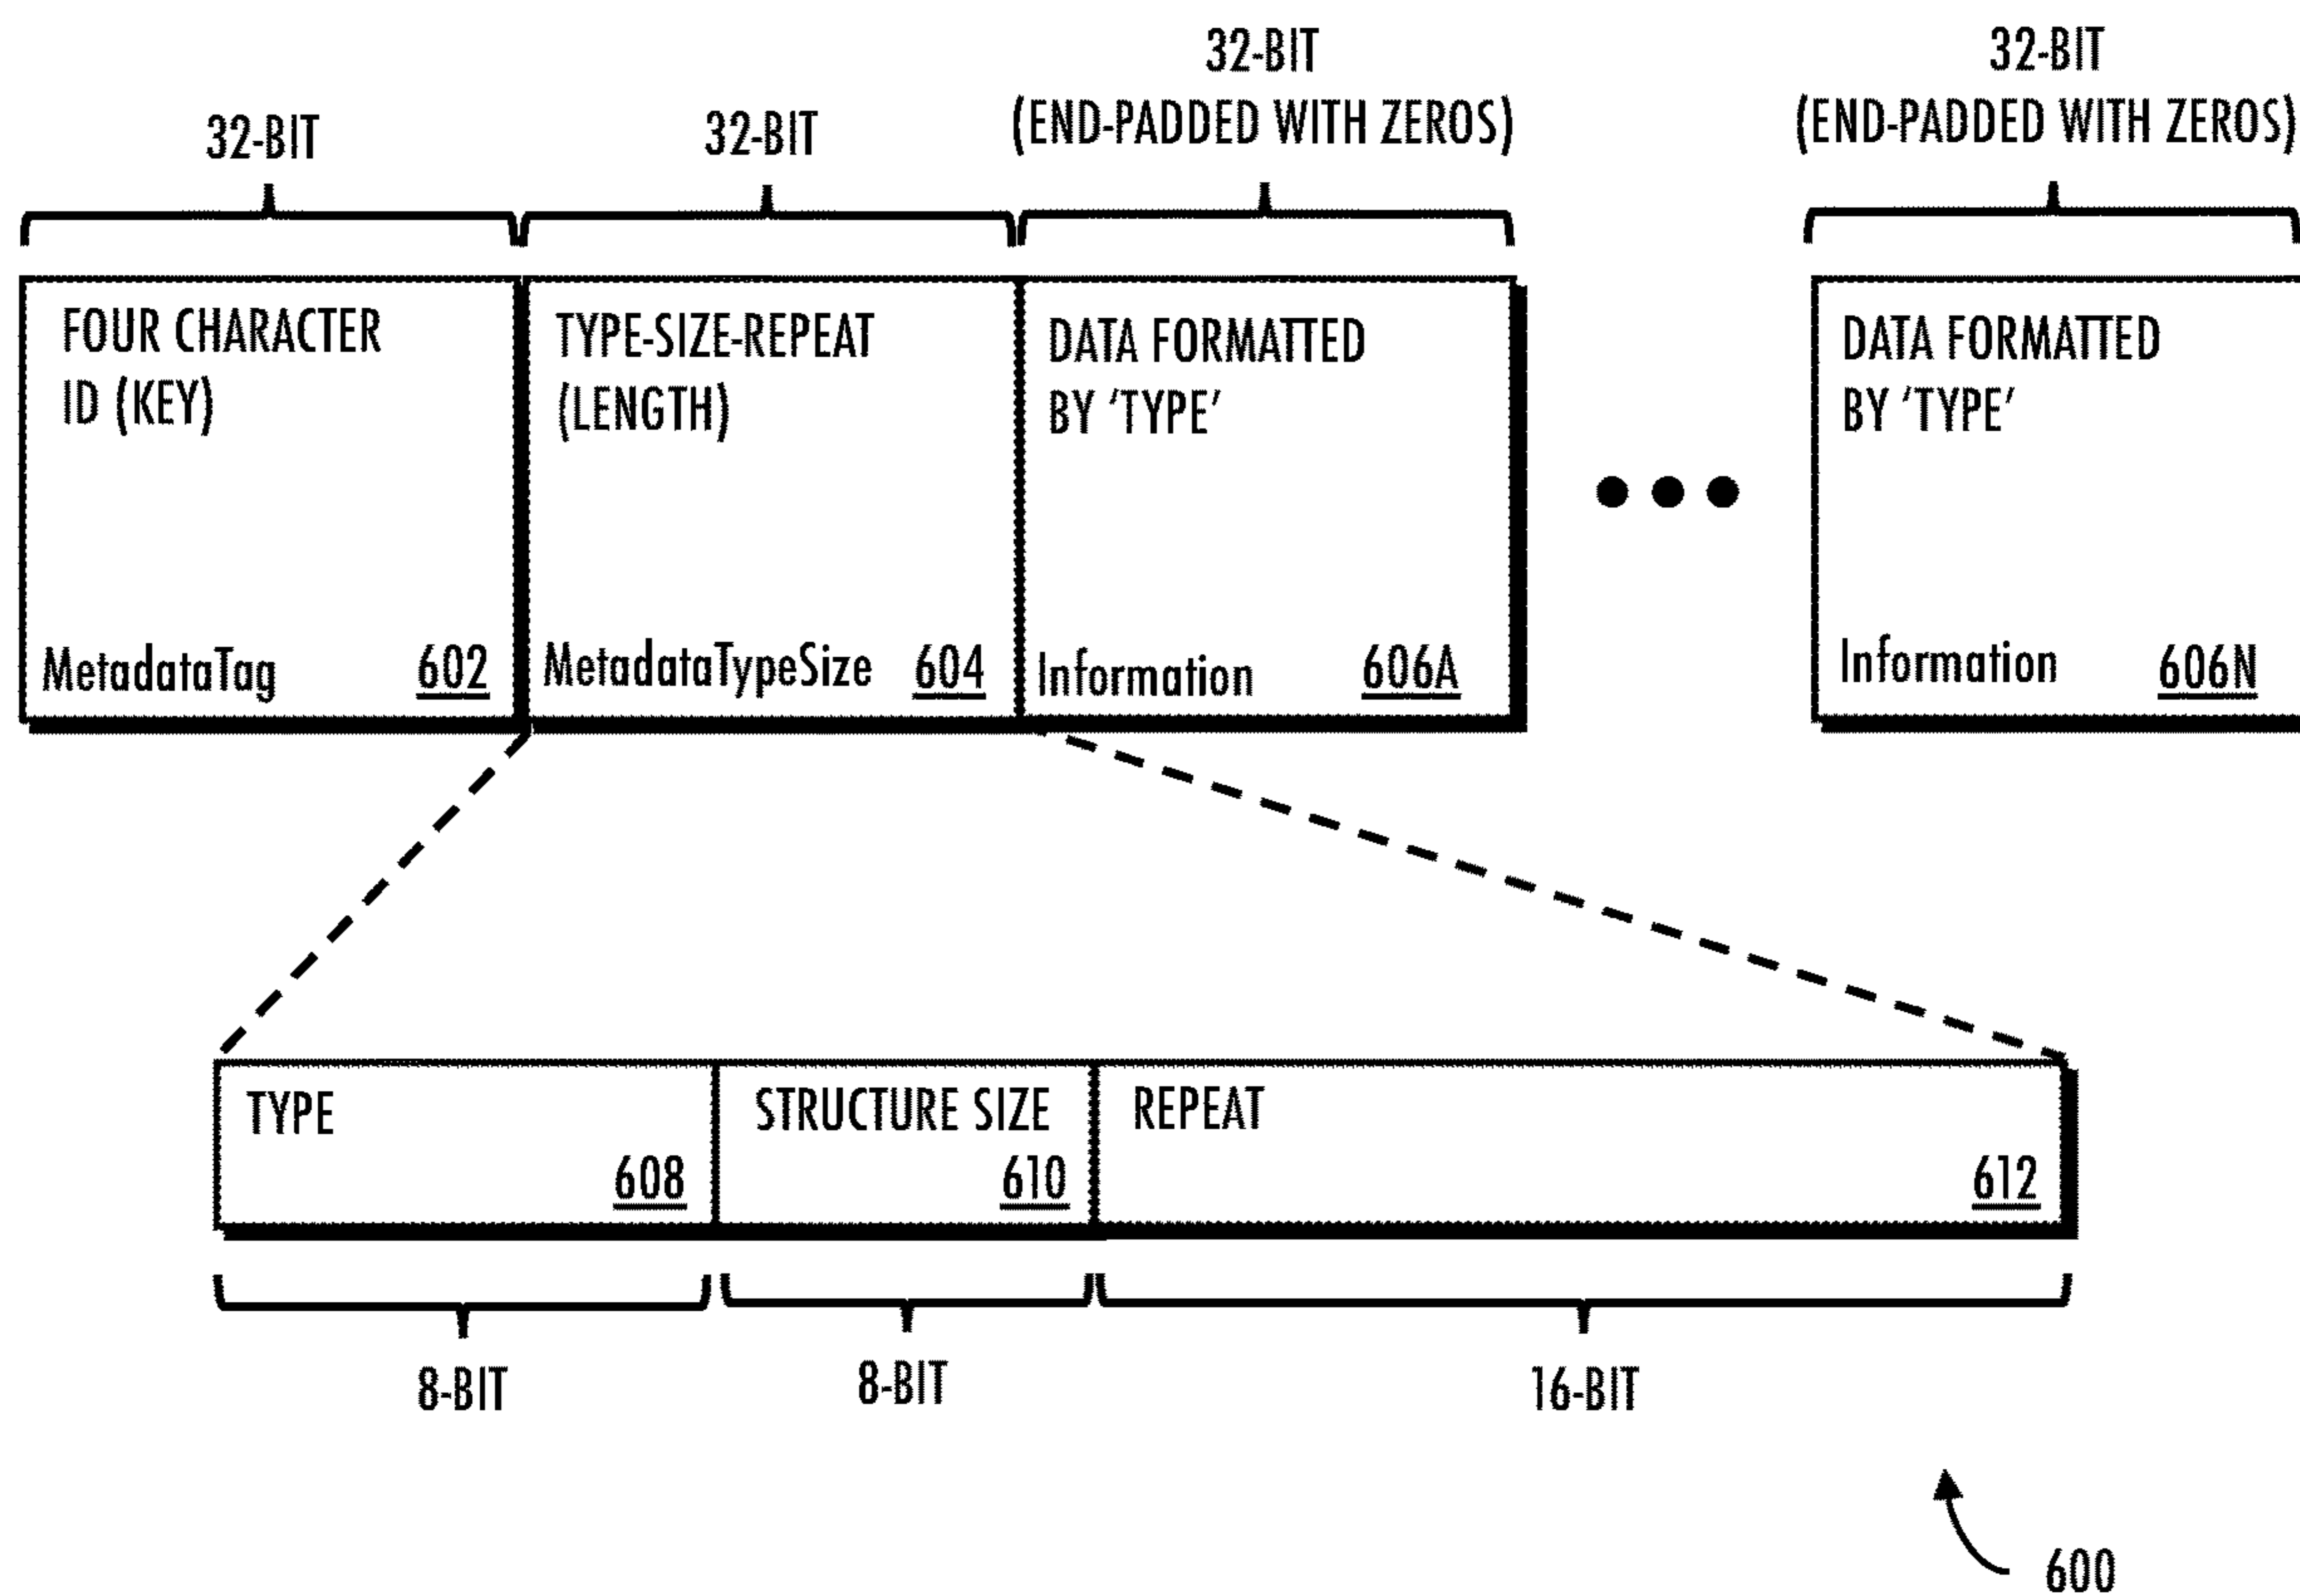 32-BIT
32-BIT
32-BIT
(END-PADDED WITH ZEROS)
32-BIT
(END-PADDED WITH ZEROS)
FOUR CHARACTER
ID (KEY)
MetadataTag 602
TYPE-SIZE-REPEAT
(LENGTH)
MetadataTypeSize 604
DATA FORMATTED
BY 'TYPE'
Information 606A
DATA FORMATTED
BY 'TYPE'
Information 606N
TYPE
608
STRUCTURE SIZE
610
REPEAT
612
8-BIT
8-BIT
16-BIT
600